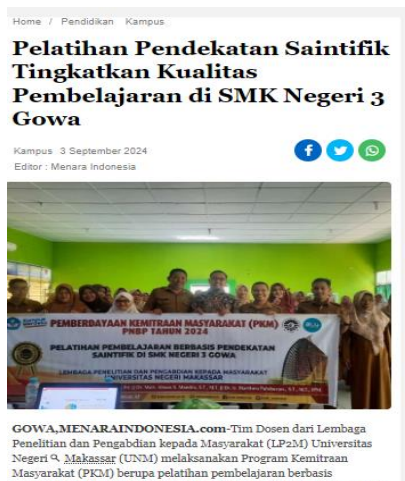 Home / Pendidikan Kampus
Pelatihan Pendekatan Saintifik
Tingkatkan Kualitas
Pembelajaran di SMK Negeri 3
Gowa
Kampus 3 September 2024
Editor : Menara Indonesia
PEMBERDAYAAN KEMITRAAN MASYARAKAT (PKM)
PNBP TAHUN 2024
PELATIHAN PEMBELAJARAN BERBASIS PENDEKATAN
SAINTIFIK DI SMK NEGERI 3 GOWA
LEMBAGA PENELITIAN DAN PENGABDIAN KEPADA MASYARAKAT
UNIVERSITAS NEGERI MAKASSAR
GOWA,MENARAINDONESIA.com-Tim Dosen dari Lembaga
Penelitian dan Pengabdian kepada Masyarakat (LP2M) Universitas
Negeri Makassar (UNM) melaksanakan Program Kemitraan
Masyarakat (PKM) berupa pelatihan pembelajaran berbasis